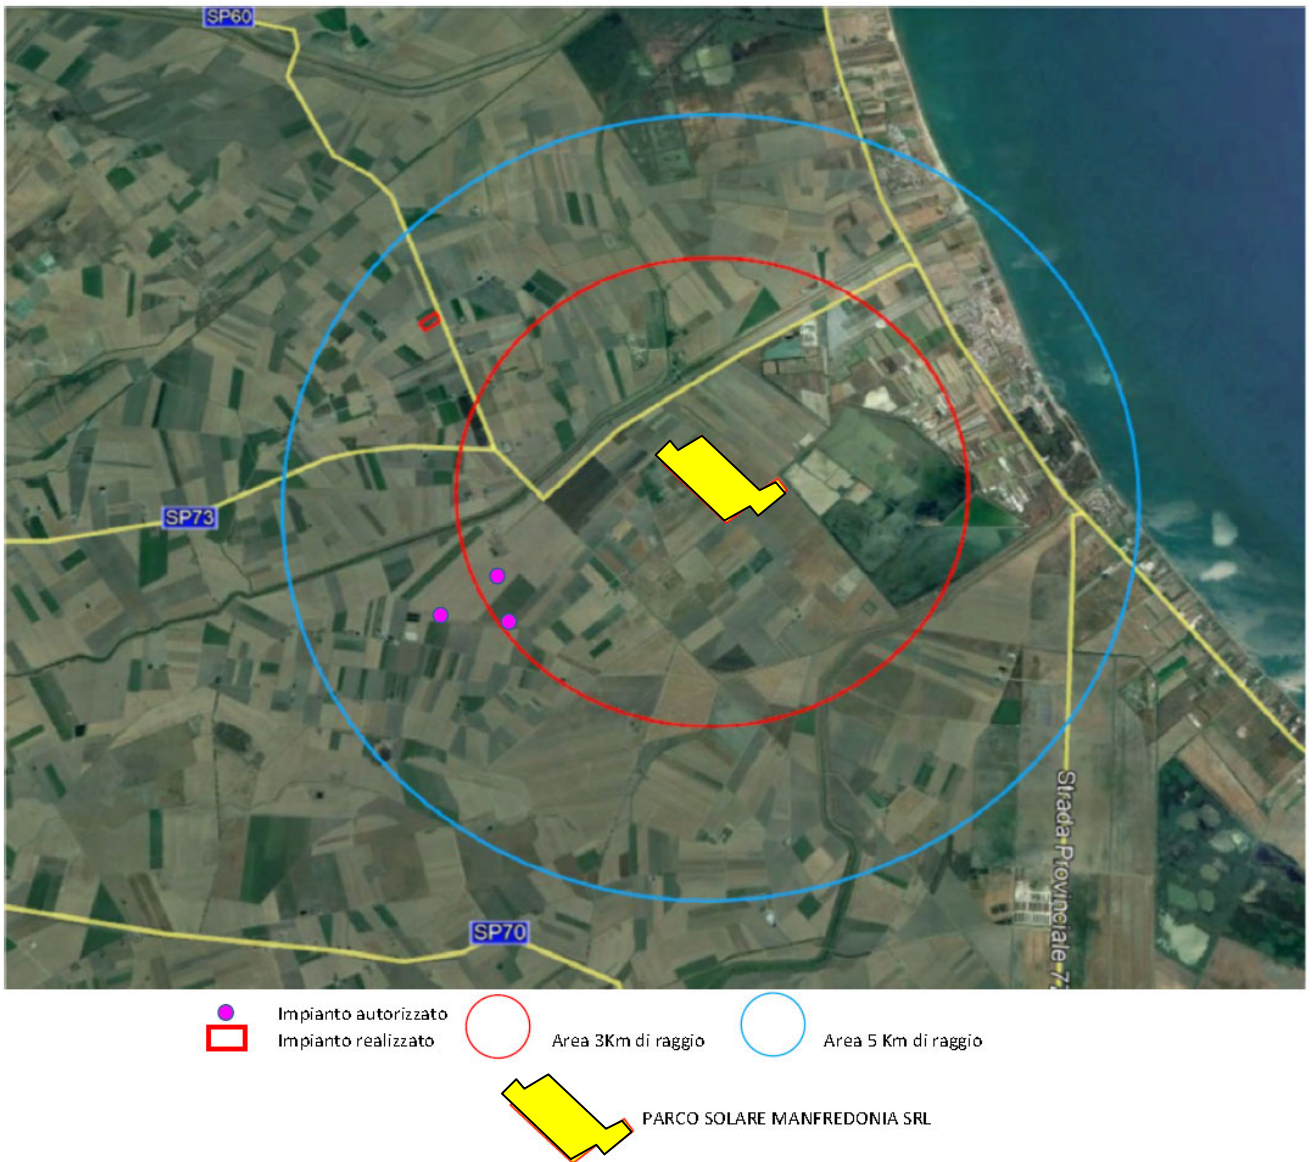 SP60
SP73
SP70
Strada Provinciale 7
Impianto autorizzato
Impianto realizzato
Area 3Km di raggio
Area 5 Km di raggio
PARCO SOLARE MANFREDONIA SRL